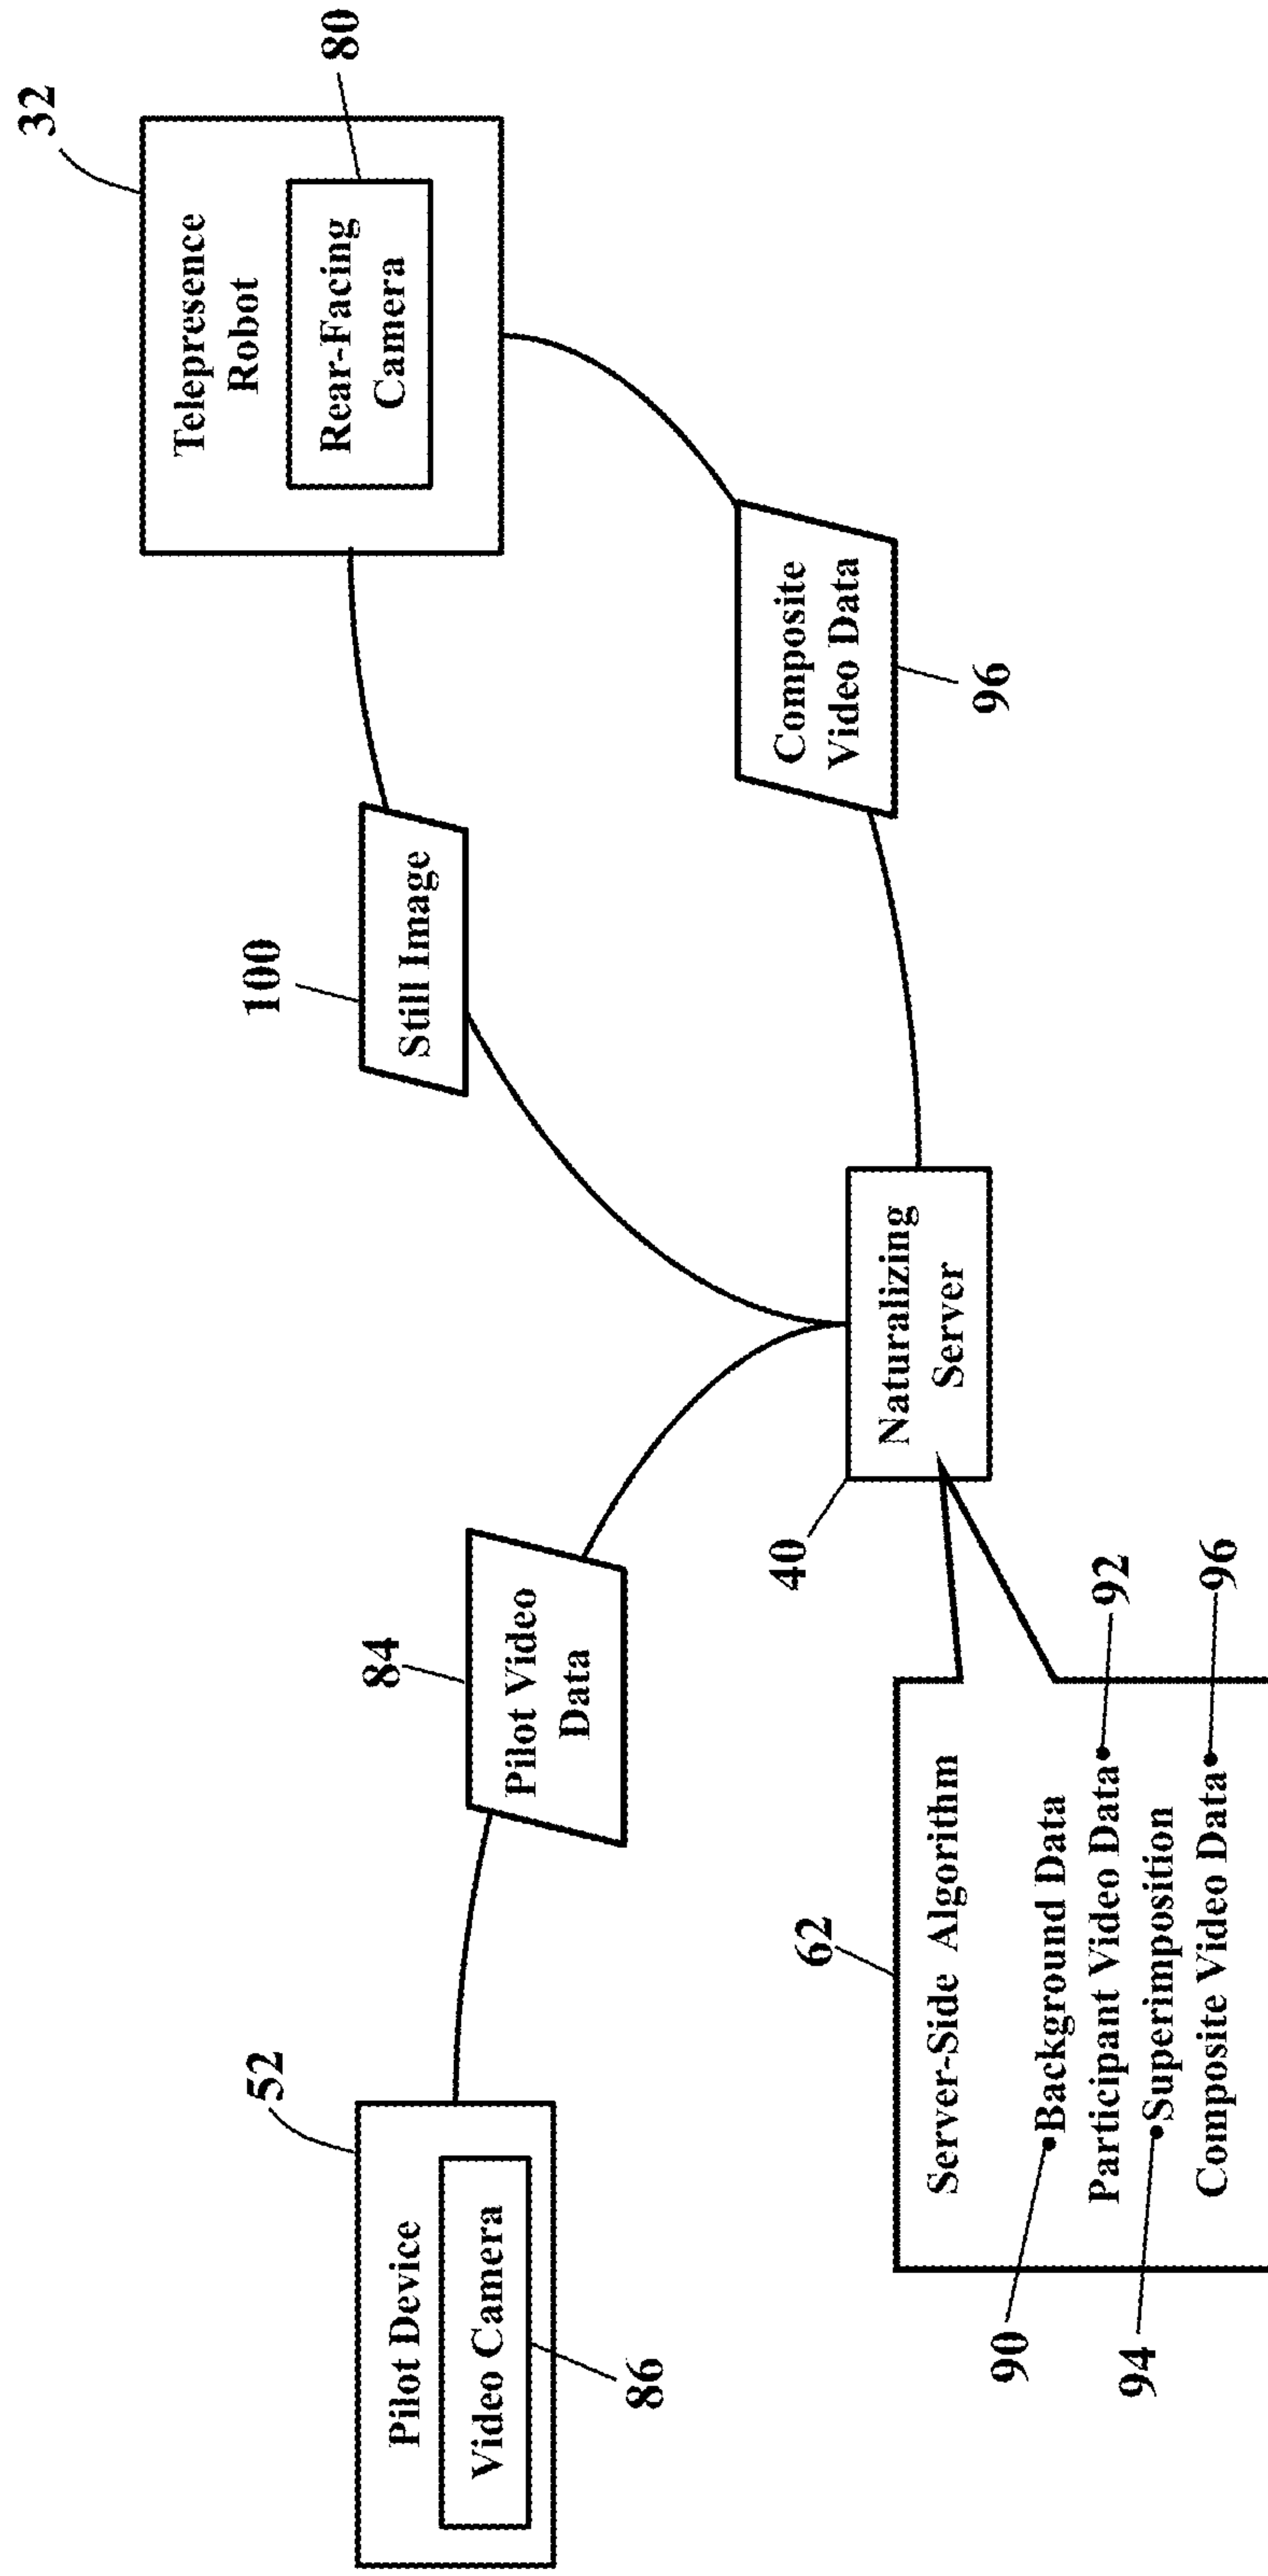 52
Pilot Device
Video Camera
86
84
Pilot Video
Data
100
Still Image
32
Telepresence
Robot
Rear-Facing
Camera
80
Composite
Video Data
96
40
Naturalizing
Server
62
Server-Side Algorithm
90
Background Data
Participant Video Data
92
94
Superimposition
Composite Video Data
96